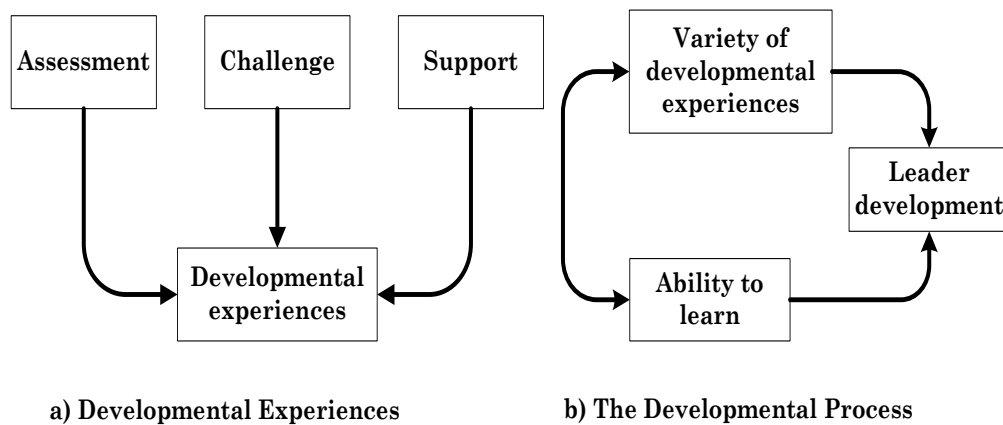 Assessment
Challenge
Support
Developmental
experiences
a) Developmental Experiences
Variety of
developmental
experiences
Leader
development
Ability to
learn
b) The Developmental Process